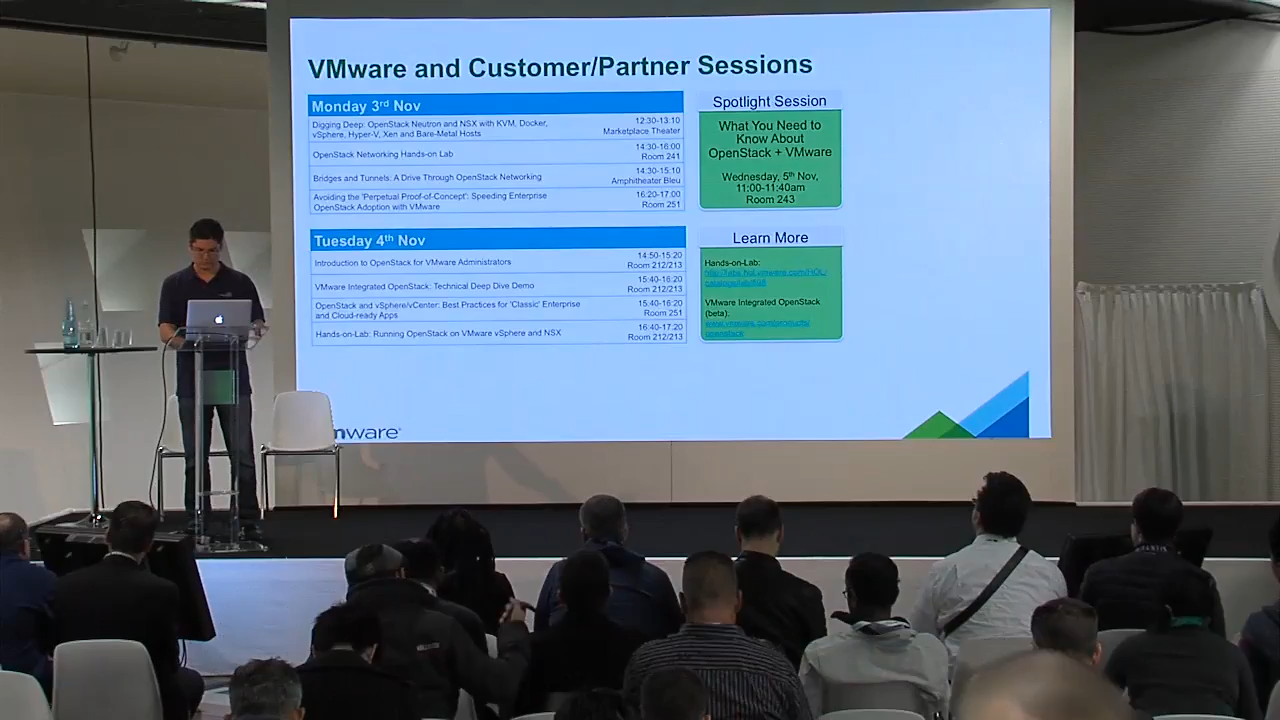 VMware and Customer/Partner Sessions
Monday 3rd Nov
Digging Deep: OpenStack Neutron and NSX with KVM, Docker,
vSphere, Hyper-V, Xen and Bare-Metal Hosts
12:30-13:10
Marketplace Theater
OpenStack Networking Hands-on Lab
14:30-16:00
Room 241
Bridges and Tunnels: A Drive Through OpenStack Networking
14:30-15:10
Amphitheater Bleu
Avoiding the 'Perpetual Proof-of-Concept': Speeding Enterprise
OpenStack Adoption with VMware
16:20-17:00
Room 251
Tuesday 4th Nov
Introduction to OpenStack for VMware Administrators
14:50-15:20
Room 212/213
VMware Integrated OpenStack: Technical Deep Dive Demo
15:40-16:20
Room 212/213
OpenStack and vSphere/vCenter: Best Practices for 'Classic' Enterprise
and Cloud-ready Apps
15:40-16:20
Room 251
Hands-on-Lab: Running OpenStack on VMware vSphere and NSX
16:40-17:20
Room 212/213
Spotlight Session
What You Need to
Know About
OpenStack + VMware
Wednesday, 5th Nov,
11:00-11:40am
Room 243
Learn More
Hands-on-Lab:
VMware Integrated OpenStack
(beta):
www.vmware.com/products/
openstack
mware